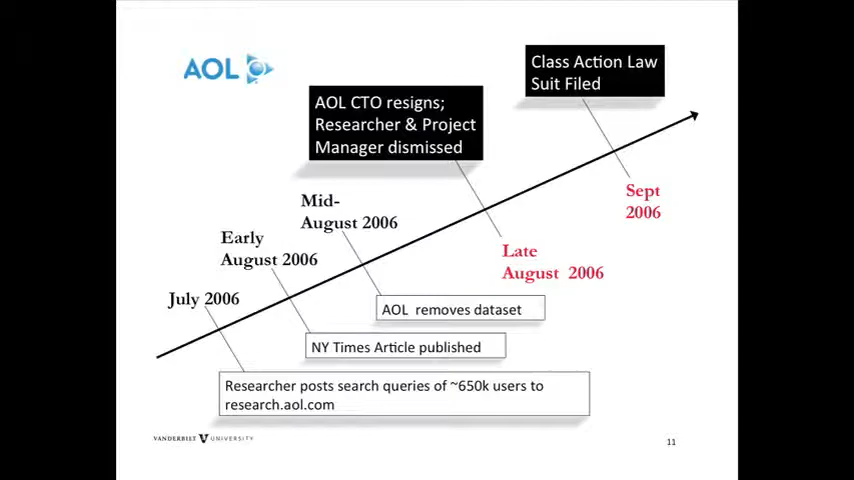 AOL
Class Action Law
Suit Filed
AOL CTO resigns;
Researcher & Project
Manager dismissed
Mid-
August 2006
Early
August 2006
July 2006
Sept
2006
Late
August 2006
AOL removes dataset
NY Times Article published
Researcher posts search queries of ~650k users to
research.aol.com
VANDERBILT V UNIVERSITY
11